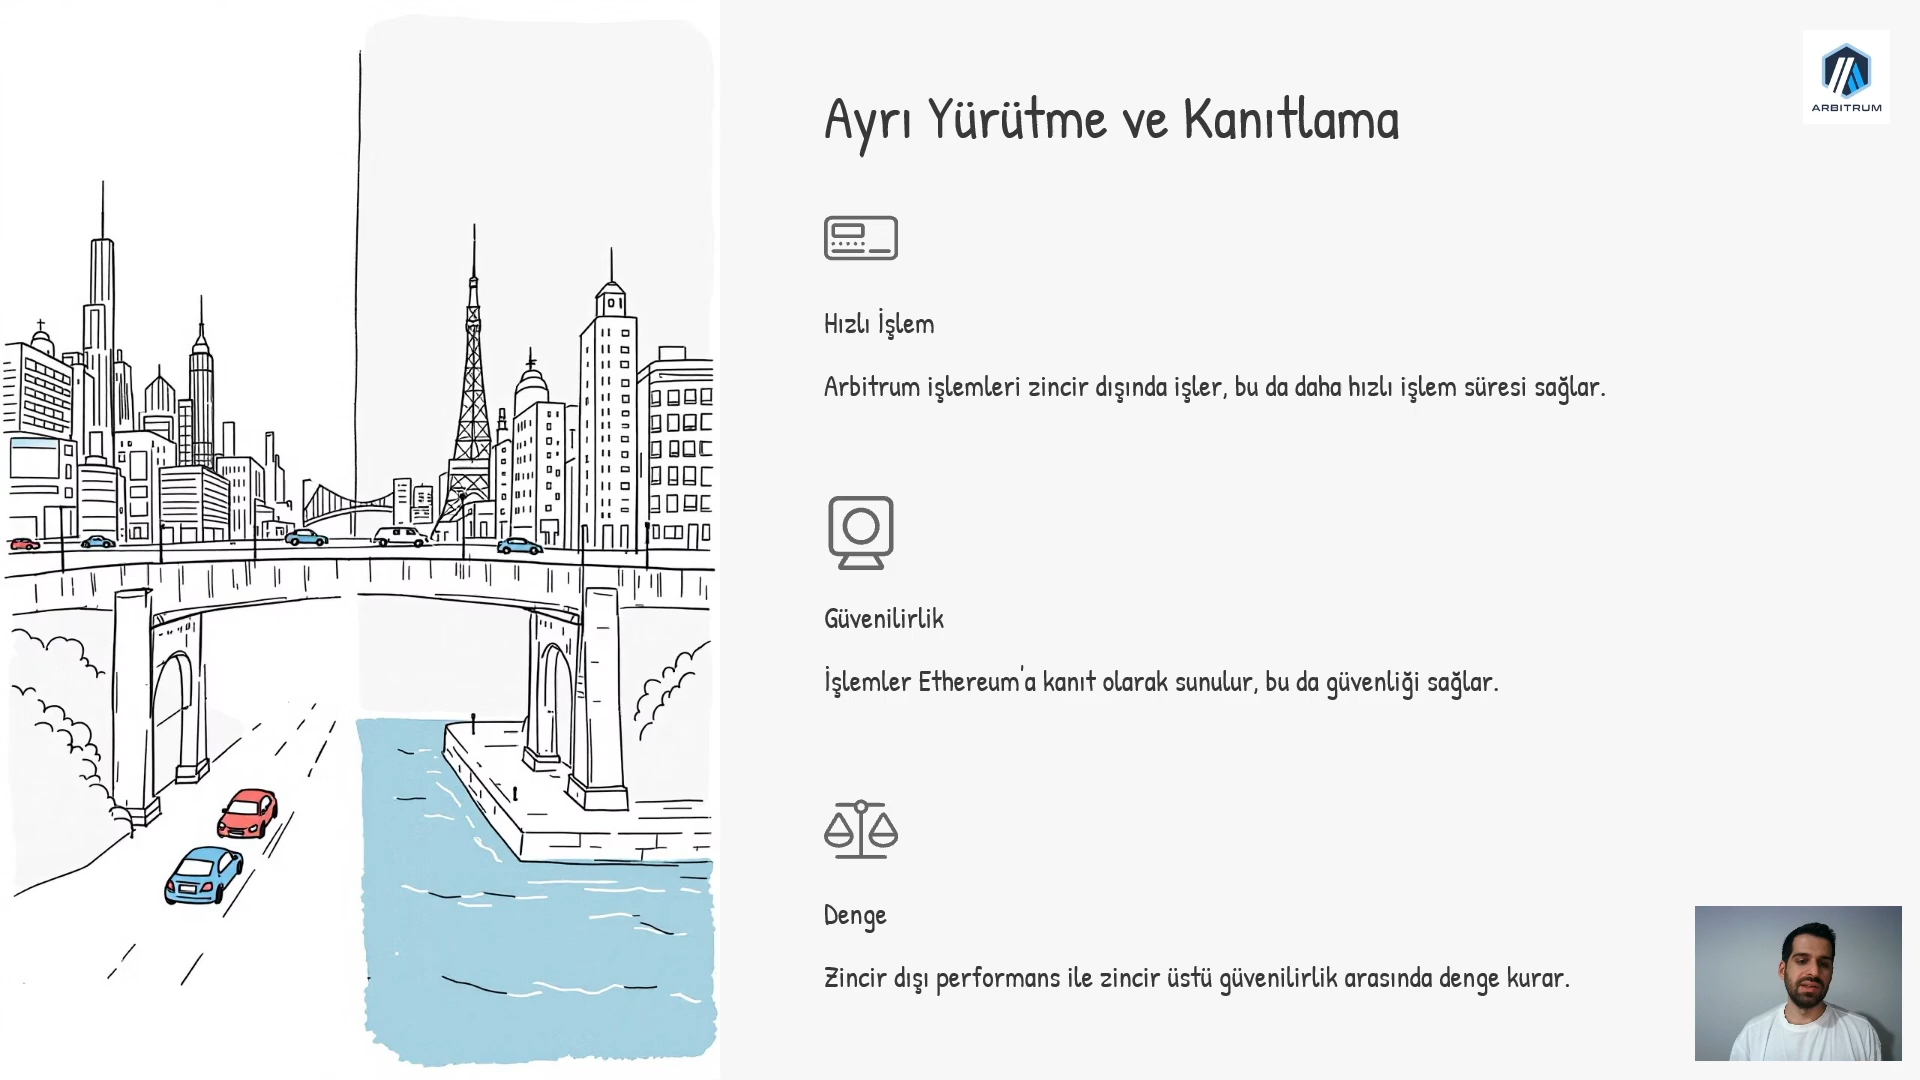 Ayrı Yürütme ve Kanıtlama
ARBITRUM
Hızlı İşlem
Arbitrum işlemleri zincir dışında işler, bu da daha hızlı işlem süresi sağlar.
Güvenilirlik
İşlemler Ethereum'a kanıt olarak sunulur, bu da güvenliği sağlar.
Denge
Zincir dışı performans ile zincir üstü güvenilirlik arasında denge kurar.